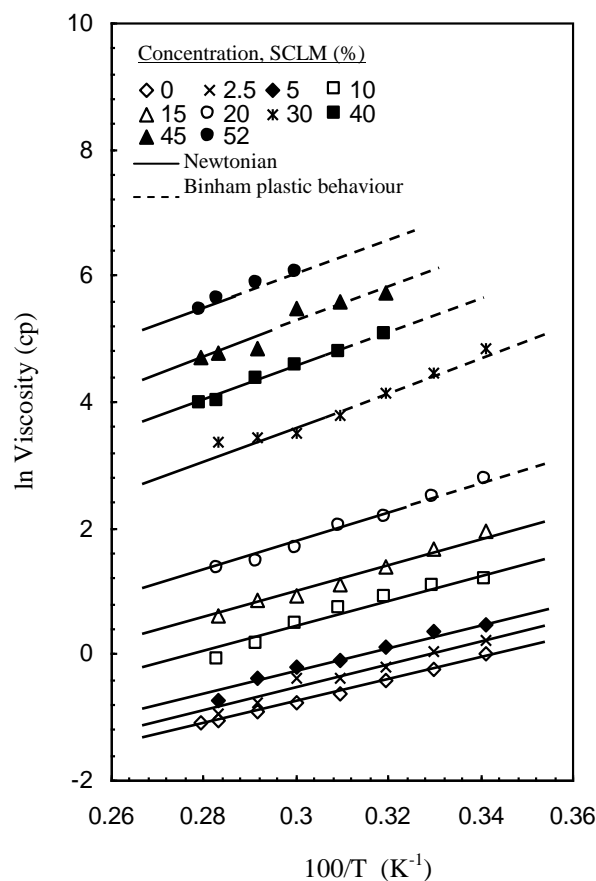 10
Concentration, SCLM (%)
0 2.5 5 10
8
15 20 30 40
45 52
Newtonian
Binham plastic behaviour
6
ln Viscosity (cp)
4
2
0
-2
0.26 0.28 0.3 0.32 0.34 0.36
100/T (K-1)